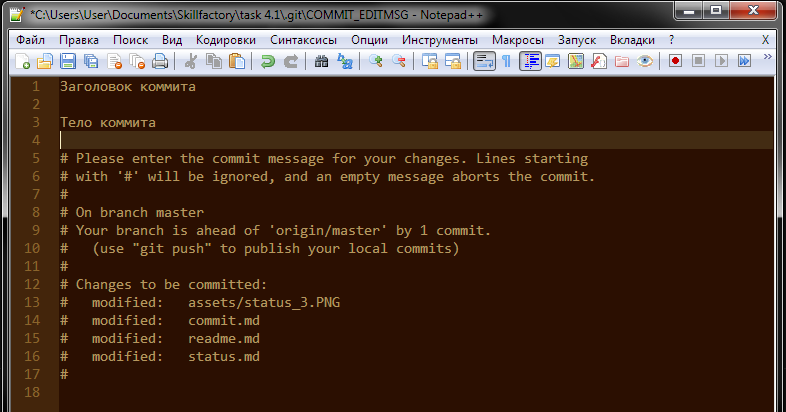 *C:\Users\User\Documents\Skillfactory\task 4.1\.git\COMMIT_EDITMSG - Notepad++
Файл Правка Поиск Вид Кодировки Синтаксисы Опции Инструменты Макросы Запуск Вкладки ? X
1 Заголовок коммита
2
3 Тело коммита
4
5 # Please enter the commit message for your changes. Lines starting
6 # with '#' will be ignored, and an empty message aborts the commit.
7 #
8 # On branch master
9 # Your branch is ahead of 'origin/master' by 1 commit.
10 #   (use "git push" to publish your local commits)
11 #
12 # Changes to be committed:
13 #   modified:   assets/status_3.PNG
14 #   modified:   commit.md
15 #   modified:   readme.md
16 #   modified:   status.md
17 #
18